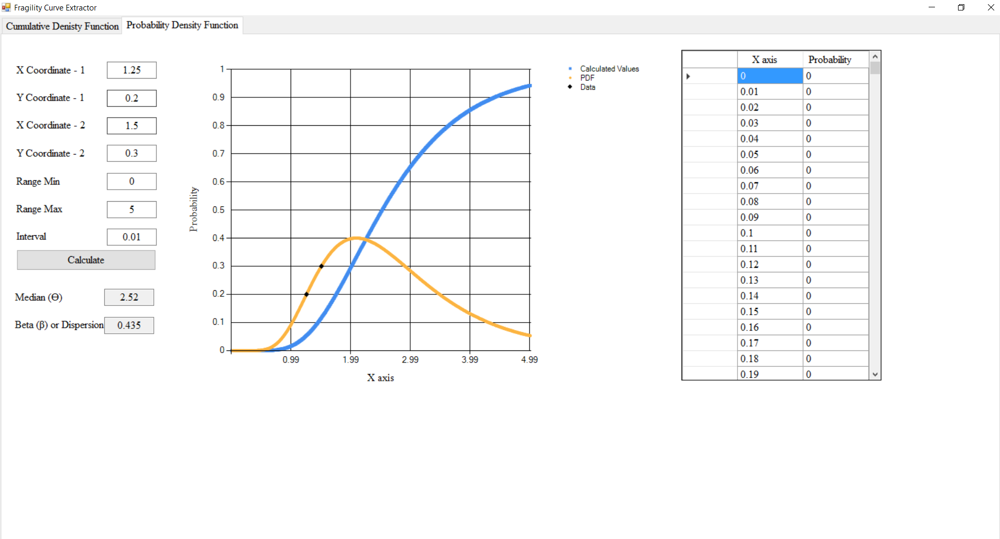 Fragility Curve Extractor
Cumulative Denisty Function
Probability Density Function
X Coordinate - 1
1.25
Y Coordinate - 1
0.2
X Coordinate - 2
1.5
Y Coordinate - 2
0.3
Range Min
0
Range Max
5
Interval
0.01
Calculate
Median (Ө)
2.52
Beta (β) or Dispersion
0.435
Probability
1
0.9
0.8
0.7
0.6
0.5
0.4
0.3
0.2
0.1
0
0.99 1.99 2.99 3.99 4.99
X axis
Calculated Values
PDF
Data
X axis Probability
0 0
0.01 0
0.02 0
0.03 0
0.04 0
0.05 0
0.06 0
0.07 0
0.08 0
0.09 0
0.1 0
0.11 0
0.12 0
0.13 0
0.14 0
0.15 0
0.16 0
0.17 0
0.18 0
0.19 0